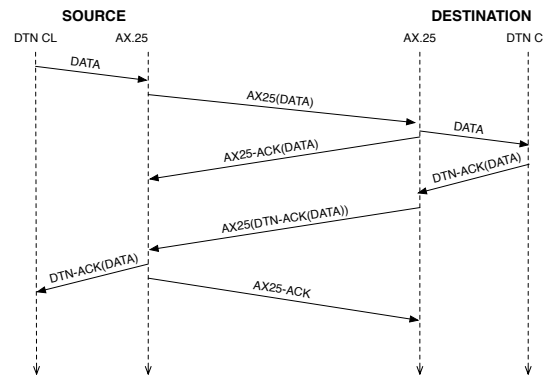 SOURCE DESTINATION
DTN CL AX.25 AX.25 DTN C
DATA
AX25(DATA)
DATA
AX25-ACK(DATA)
DTN-ACK(DATA)
AX25(DTN-ACK(DATA))
DTN-ACK(DATA)
AX25-ACK